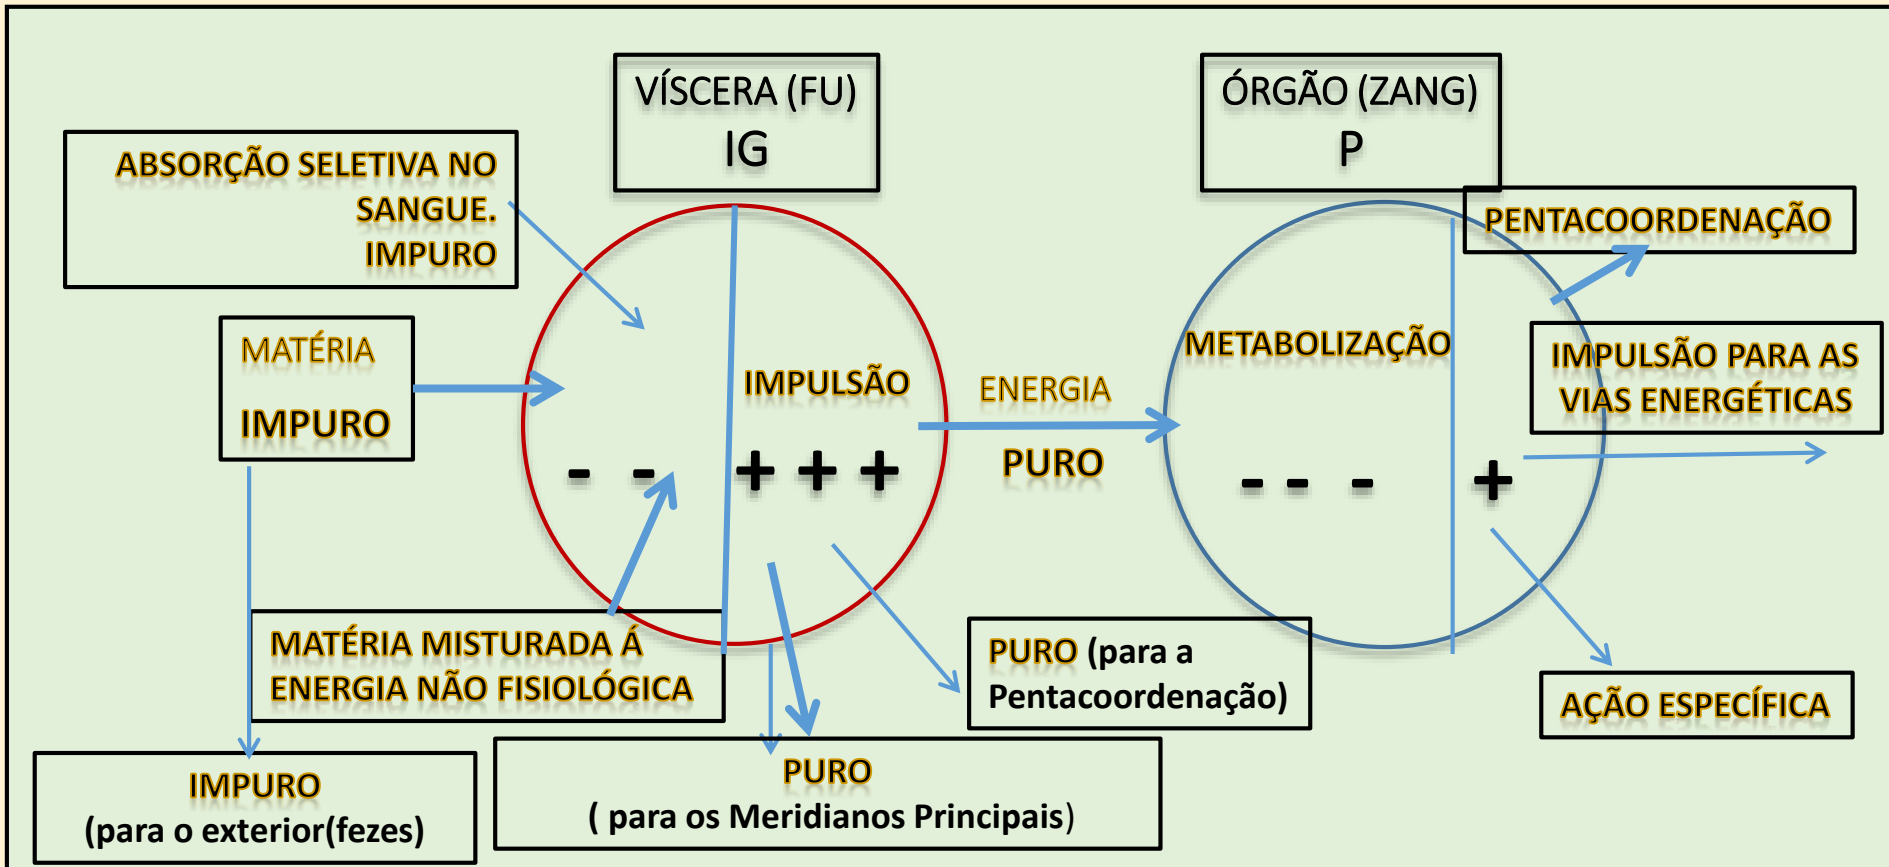 VÍSCERA (FU)
IG
ÓRGÃO (ZANG)
P
ABSORÇÃO SELETIVA NO
SANGUE.
IMPURO
PENTACOORDENAÇÃO
MATÉRIA
IMPURO
IMPULSÃO
- -
+ + +
ENERGIA
PURO
METABOLIZAÇÃO
- - -
+
IMPULSÃO PARA AS
VIAS ENERGÉTICAS
MATÉRIA MISTURADA Á
ENERGIA NÃO FISIOLÓGICA
PURO (para a
Pentacoordenação)
AÇÃO ESPECÍFICA
IMPURO
(para o exterior(fezes)
PURO
( para os Meridianos Principais)